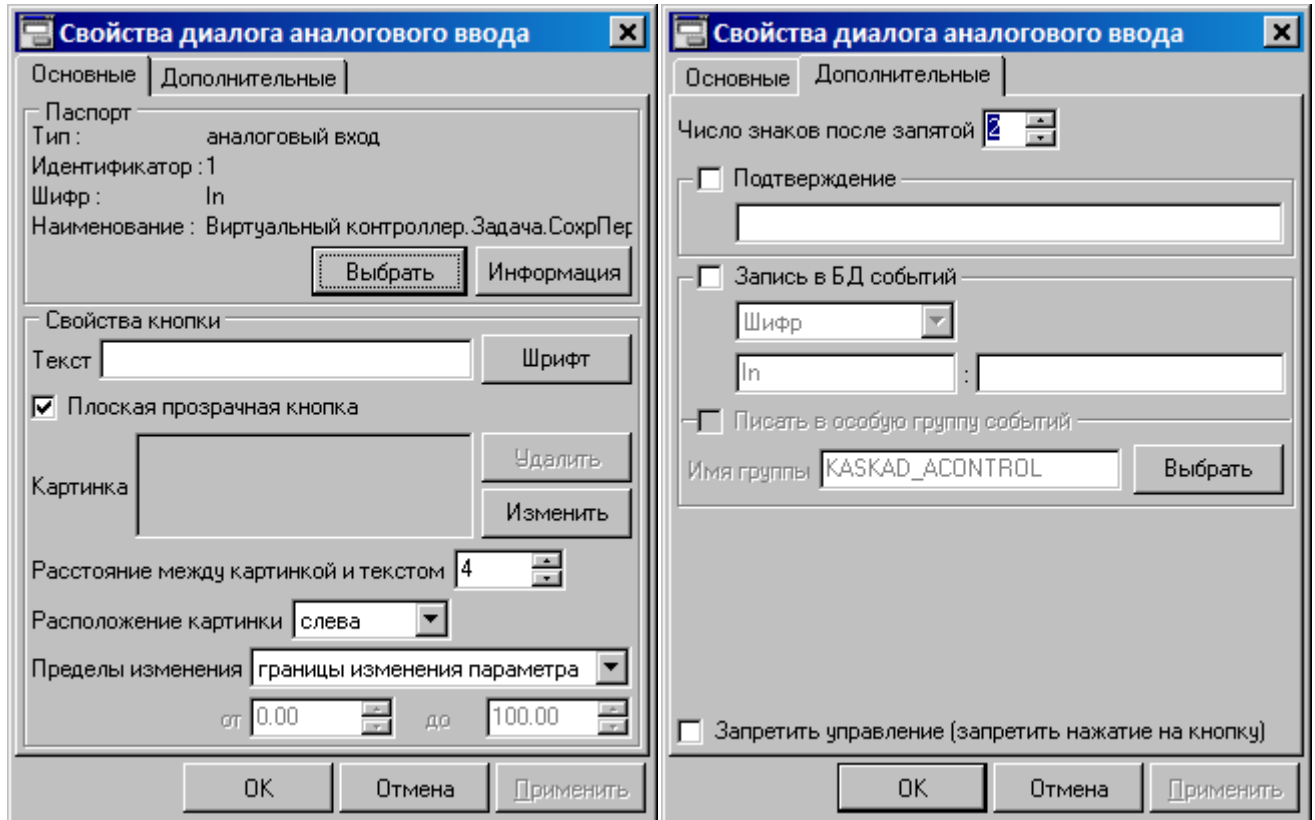 Свойства диалога аналогового ввода
Основные Дополнительные
Паспорт
Тип : аналоговый вход
Идентификатор : 1
Шифр : In
Наименование : Виртуальный контроллер.Задача.СохрПер
Выбрать Информация
Свойства кнопки
Текст Шрифт
Плоская прозрачная кнопка
Картинка
Удалить
Изменить
Расстояние между картинкой и текстом 4
Расположение картинки слева
Пределы изменения границы изменения параметра
от 0.00 до 100.00
OK Отмена Применить
Свойства диалога аналогового ввода
Основные Дополнительные
Число знаков после запятой 2
Подтверждение
Запись в БД событий
Шифр
In :
Писать в особую группу событий
Имя группы KASKAD_ACONTROL Выбрать
Запретить управление (запретить нажатие на кнопку)
OK Отмена Применить